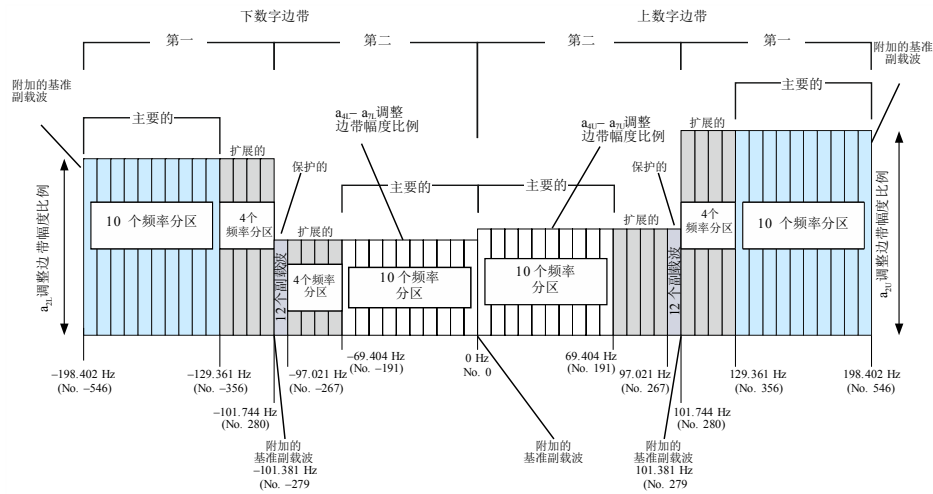 下数字边带
上数字边带
第一
第二
第二
第一
附加的基准
副载波
附加的基准
副载波
主要的
主要的
a4L– a7L调整
边带幅度比例
a4U– a7U调整
边带幅度比例
扩展的
扩展的
保护的
保护的
主要的
主要的
扩展的
扩展的
a2L调整边带幅度比例
10 个频率分区
4个
频率分区
12个副载波
4个频率
分区
10个频率
分区
10个频率
分区
12个副载波
4个
频率分区
10 个频率分区
a2U调整边带幅度比例
–198.402 Hz
(No. –546)
–129.361 Hz
(No. –356)
–101.744 Hz
(No. 280)
–97.021 Hz
(No. –267)
–69.404 Hz
(No. –191)
0 Hz
No. 0
69.404 Hz
(No. 191)
97.021 Hz
(No. 267
101.744 Hz
(No. 280
129.361 Hz
(No. 356)
198.402 Hz
(No. 546)
附加的
基准副载波
–101.381 Hz
(No. –279
附加的
基准副载波
附加的
基准副载波
101.381 Hz
(No. 279